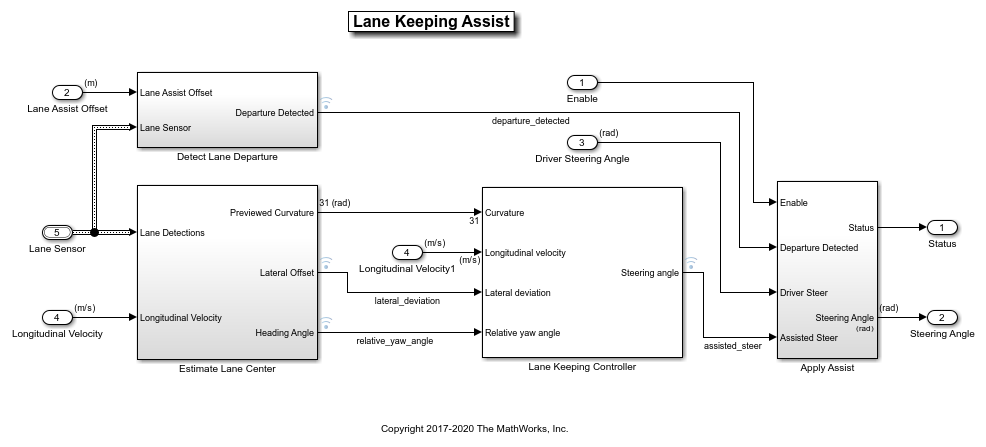 Lane Keeping Assist
2
(m)
Lane Assist Offset
Lane Assist Offset
Lane Sensor
Departure Detected
Detect Lane Departure
departure_detected
1
Enable
3
(rad)
Driver Steering Angle
5
Lane Sensor
4
(m/s)
Longitudinal Velocity
Lane Detections
Longitudinal Velocity
Previewed Curvature
Lateral Offset
Heading Angle
Estimate Lane Center
31 (rad)
31
4
(m/s)
(m/s)
Longitudinal Velocity1
lateral_deviation
relative_yaw_angle
Curvature
Longitudinal velocity
Lateral deviation
Relative yaw angle
Steering angle
Lane Keeping Controller
assisted_steer
Enable
Departure Detected
Driver Steer
Assisted Steer
Status
Steering Angle
(rad)
Apply Assist
1
Status
(rad)
2
Steering Angle
Copyright 2017-2020 The MathWorks, Inc.